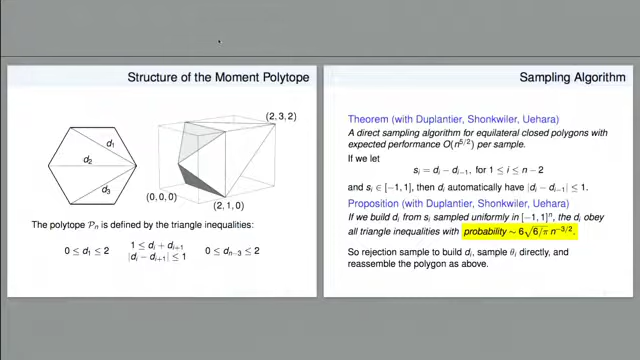 Structure of the Moment Polytope
d₁
d₂
d₃
(2, 3, 2)
(0, 0, 0)
(2, 1, 0)
The polytope 𝒫ₙ is defined by the triangle inequalities:
0 ≤ d₁ ≤ 2
1 ≤ dᵢ + dᵢ₊₁
|dᵢ − dᵢ₊₁| ≤ 1
0 ≤ dₙ₋₃ ≤ 2
Sampling Algorithm
Theorem (with Duplantier, Shonkwiler, Uehara)
A direct sampling algorithm for equilateral closed polygons with
expected performance O(n^{5/2}) per sample.
If we let
sᵢ = dᵢ − dᵢ₋₁, for 1 ≤ i ≤ n − 2
and sᵢ ∈ [−1, 1], then dᵢ automatically have |dᵢ − dᵢ₋₁| ≤ 1.
Proposition (with Duplantier, Shonkwiler, Uehara)
If we build dᵢ from sᵢ sampled uniformly in [−1, 1]ⁿ, the dᵢ obey
all triangle inequalities with probability ∼ 6√(6/π) n^{−3/2}.
So rejection sample to build dᵢ, sample θᵢ directly, and
reassemble the polygon as above.